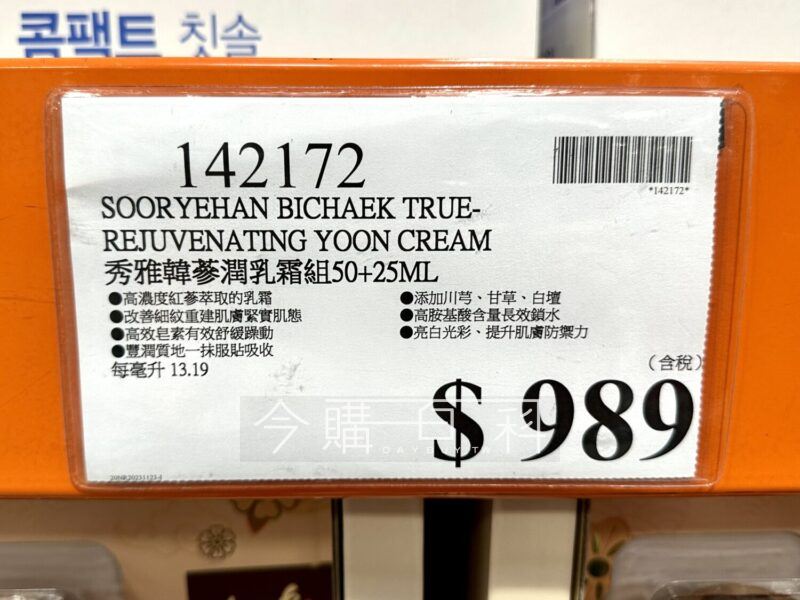 콤팩트 칫솔
142172
*142172*
SOORYEHAN BICHAEK TRUE-
REJUVENATING YOON CREAM
秀雅韓蔘潤乳霜組50+25ML
●高濃度紅蔘萃取的乳霜
●添加川芎、甘草、白壇
●改善細紋重建肌膚緊實肌態
●高胺基酸含量長效鎖水
●高效皂素有效舒緩躁動
●亮白光彩、提升肌膚防禦力
●豐潤質地一抹服貼吸收
每毫升 13.19
(含稅)
$ 989
今購百科